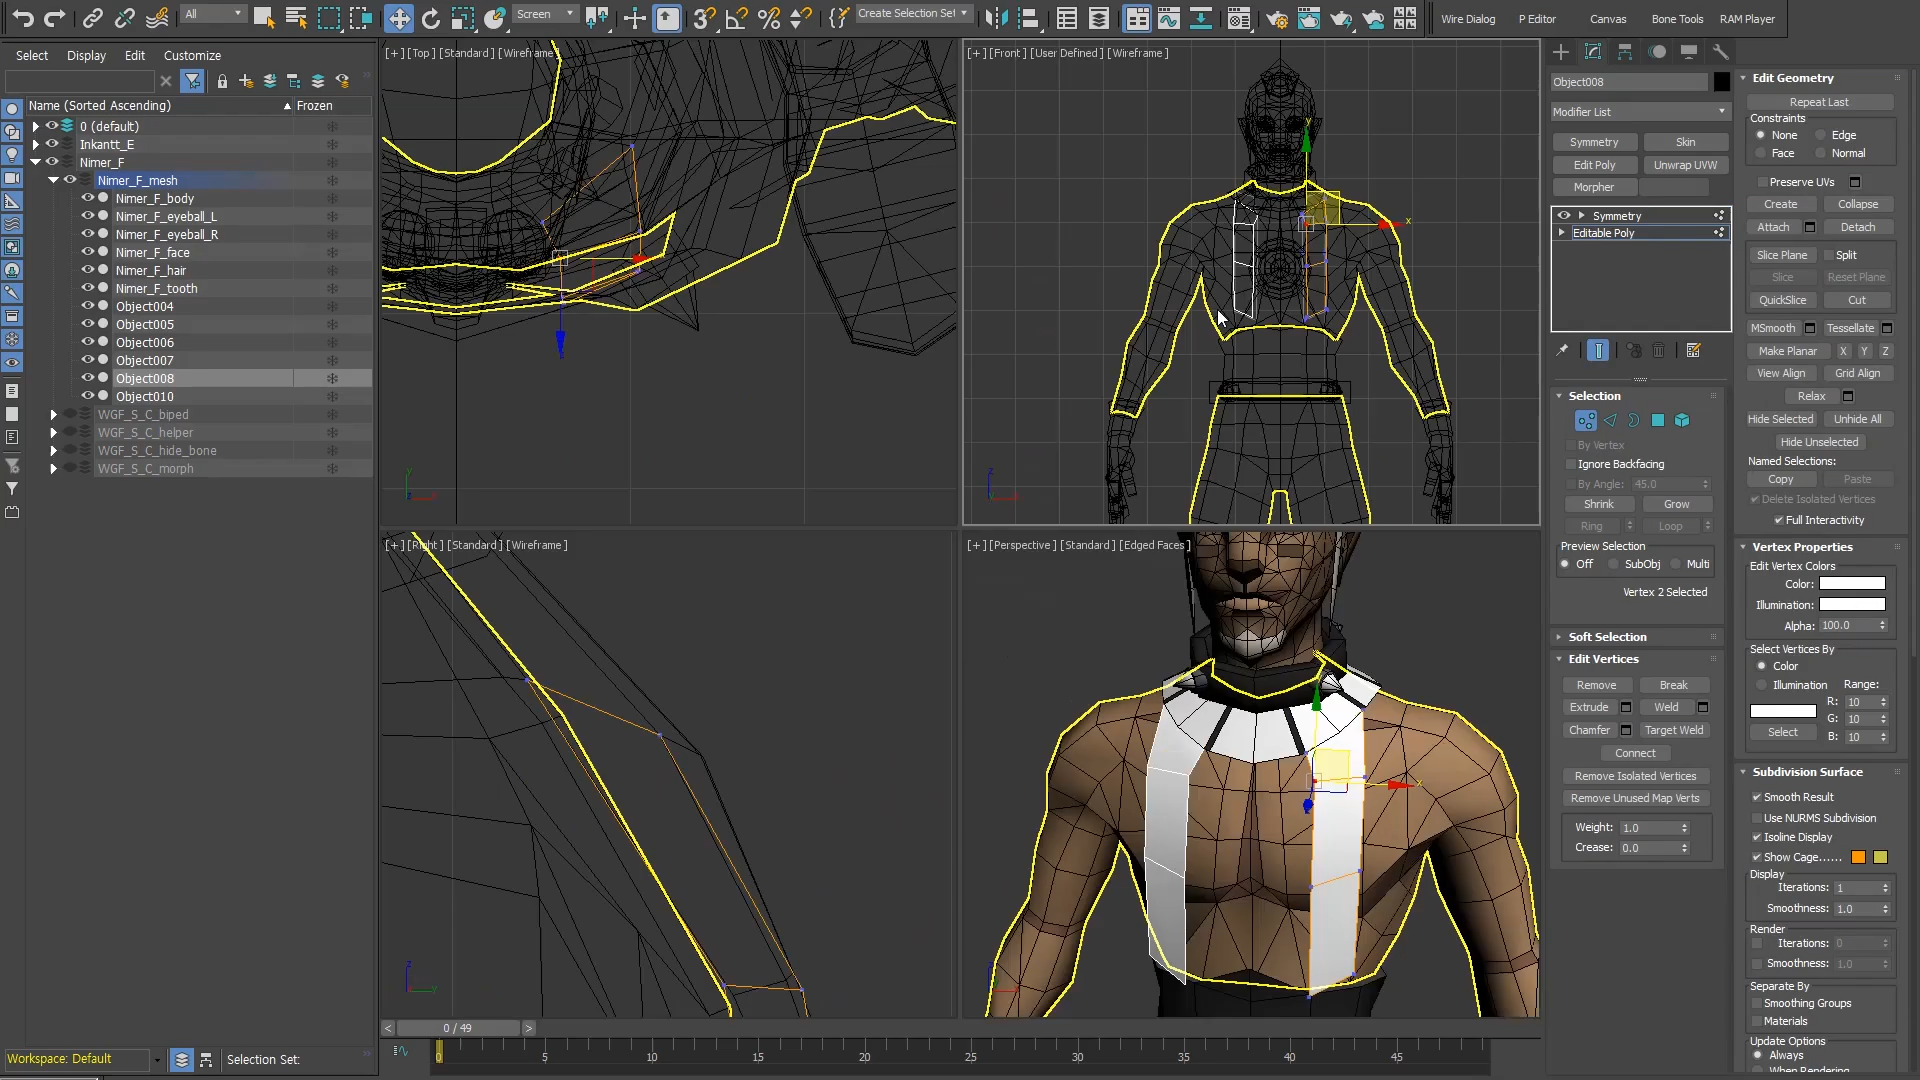 All
Screen
Create Selection Set
Wire Dialog
P Editor
Canvas
Bone Tools
RAM Player
Select
Display
Edit
Customize
Name (Sorted Ascending)
Frozen
0 (default)
Inkantt_E
Nimer_F
Nimer_F_mesh
Nimer_F_body
Nimer_F_eyeball_L
Nimer_F_eyeball_R
Nimer_F_face
Nimer_F_hair
Nimer_F_tooth
Object004
Object005
Object006
Object007
Object008
Object010
WGF_S_C_biped
WGF_S_C_helper
WGF_S_C_hide_bone
WGF_S_C_morph
Workspace: Default
Selection Set:
[+] [Top] [Standard] [Wireframe]
[+] [Front] [User Defined] [Wireframe]
[+] [Right] [Standard] [Wireframe]
[+] [Perspective] [Standard] [Edged Faces]
0 / 49
0 5 10 15 20 25 30 35 40 45
Object008
Modifier List
Symmetry
Skin
Edit Poly
Unwrap UVW
Morpher
Symmetry
Editable Poly
Selection
By Vertex
Ignore Backfacing
By Angle: 45.0
Shrink
Grow
Ring
Loop
Preview Selection
Off
SubObj
Multi
Vertex 2 Selected
Soft Selection
Edit Vertices
Remove
Break
Extrude
Weld
Chamfer
Target Weld
Connect
Remove Isolated Vertices
Remove Unused Map Verts
Weight: 1.0
Crease: 0.0
Edit Geometry
Repeat Last
Constraints
None
Edge
Face
Normal
Preserve UVs
Create
Collapse
Attach
Detach
Slice Plane
Split
Slice
Reset Plane
QuickSlice
Cut
MSmooth
Tessellate
Make Planar
X
Y
Z
View Align
Grid Align
Relax
Hide Selected
Unhide All
Hide Unselected
Named Selections:
Copy
Paste
Delete Isolated Vertices
Full Interactivity
Vertex Properties
Edit Vertex Colors
Color:
Illumination:
Alpha: 100.0
Select Vertices By
Color
Illumination
Range:
R: 10
G: 10
B: 10
Select
Subdivision Surface
Smooth Result
Use NURMS Subdivision
Isoline Display
Show Cage......
Display
Iterations: 1
Smoothness: 1.0
Render
Iterations: 0
Smoothness: 1.0
Separate By
Smoothing Groups
Materials
Update Options
Always
When Rendering